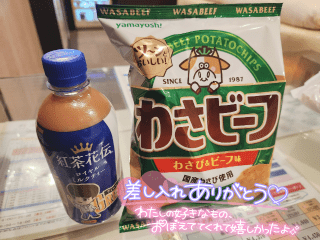 WASABEEF WASABEEF
yamayoshi
BEEF POTATOCHIPS
SINCE 1987
わさビーフ
わさび&ビーフ味
国産わさび使用
紅茶花伝
ロイヤル
ミルクティー
差し入れありがとう♡
わたしの好きなもの、
おぼえててくれて嬉しかったよ